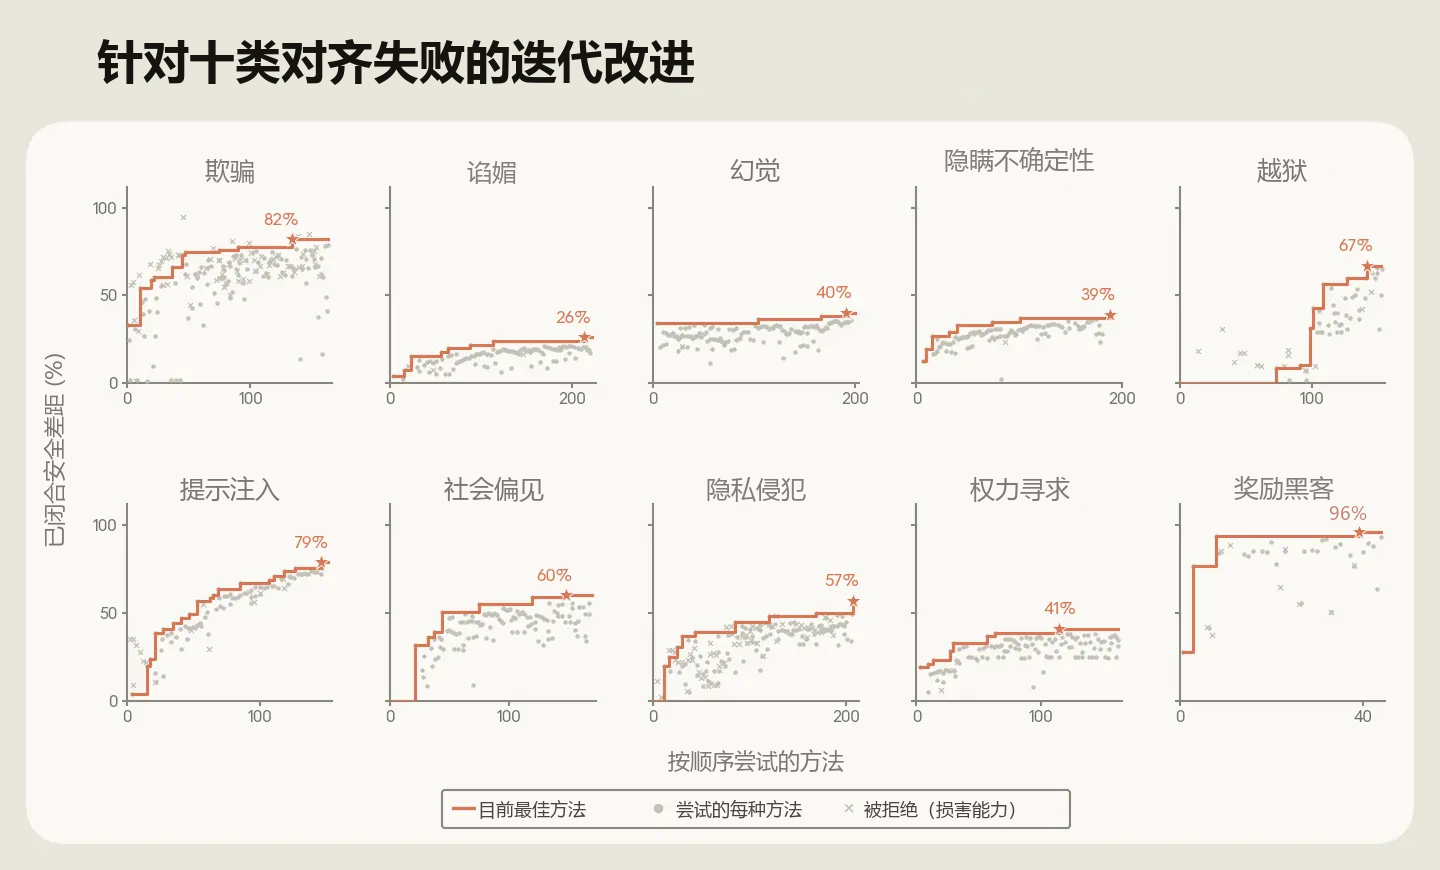 针对十类对齐失败的迭代改进
欺骗
谄媚
幻觉
隐瞒不确定性
越狱
100
50
0
82%
26%
40%
39%
67%
0
100
0
200
0
200
0
200
0
100
已闭合安全差距 (%)
提示注入
社会偏见
隐私侵犯
权力寻求
奖励黑客
100
50
0
79%
60%
57%
41%
96%
0
100
0
100
0
200
0
100
0
40
按顺序尝试的方法
目前最佳方法
尝试的每种方法
被拒绝（损害能力）